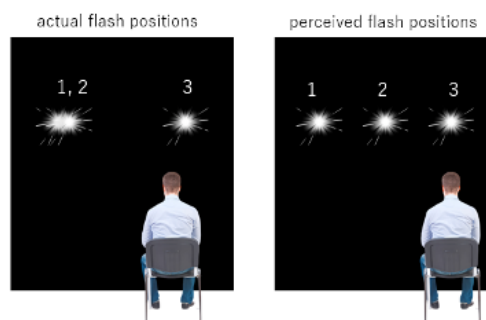 actual flash positions
perceived flash positions
1, 2
3
1
2
3